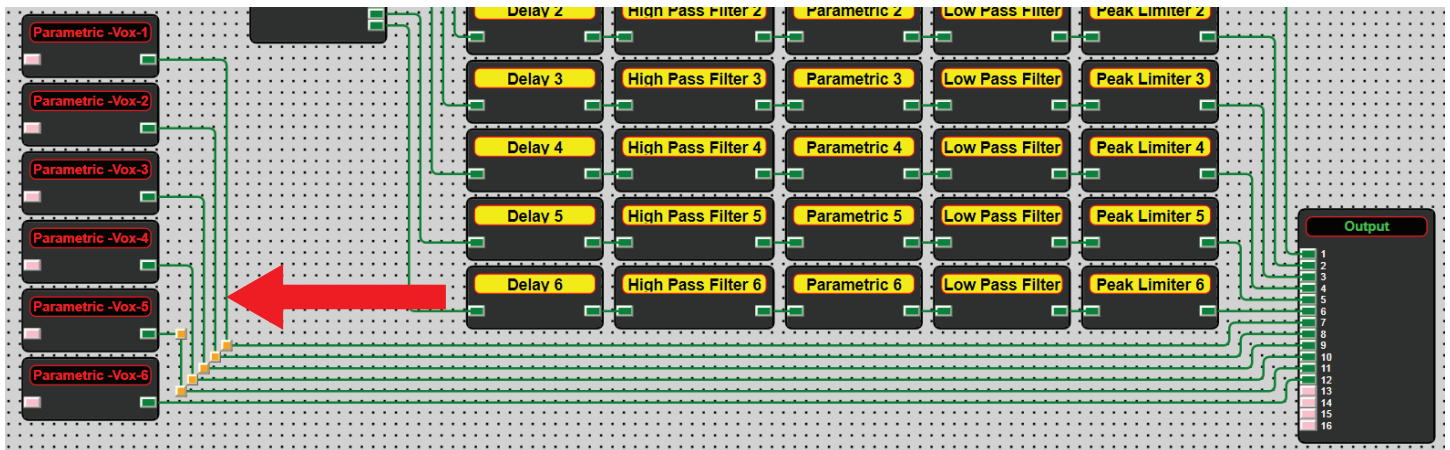 Parametric -Vox-1
Parametric -Vox-2
Parametric -Vox-3
Parametric -Vox-4
Parametric -Vox-5
Parametric -Vox-6
Delay 2 High Pass Filter 2 Parametric 2 Low Pass Filter 2 Peak Limiter 2
Delay 3 High Pass Filter 3 Parametric 3 Low Pass Filter Peak Limiter 3
Delay 4 High Pass Filter 4 Parametric 4 Low Pass Filter Peak Limiter 4
Delay 5 High Pass Filter 5 Parametric 5 Low Pass Filter Peak Limiter 5
Delay 6 High Pass Filter 6 Parametric 6 Low Pass Filter Peak Limiter 6
Output
1
2
3
4
5
6
7
8
9
10
11
12
13
14
15
16